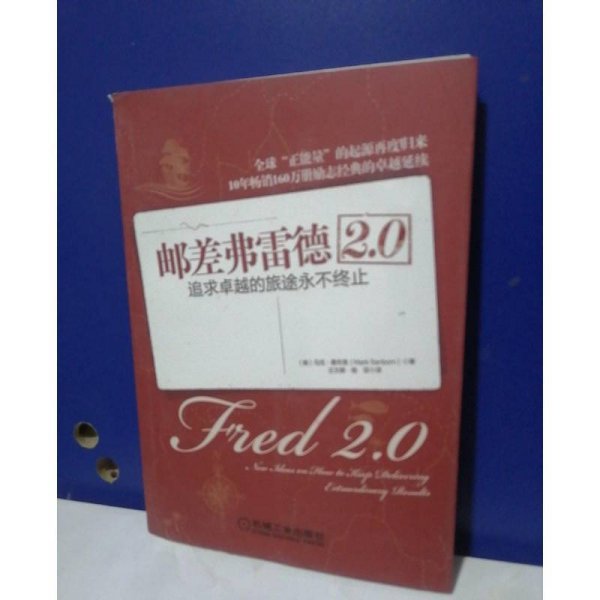 全球“正能量”的起源再度归来
10年畅销160万册励志经典的卓越延续
邮差弗雷德2.0
追求卓越的旅途永不终止
(Mark Sanborn)
Fred 2.0
New Ideas on How to Keep Delivering
Extraordinary Results
机械工业出版社